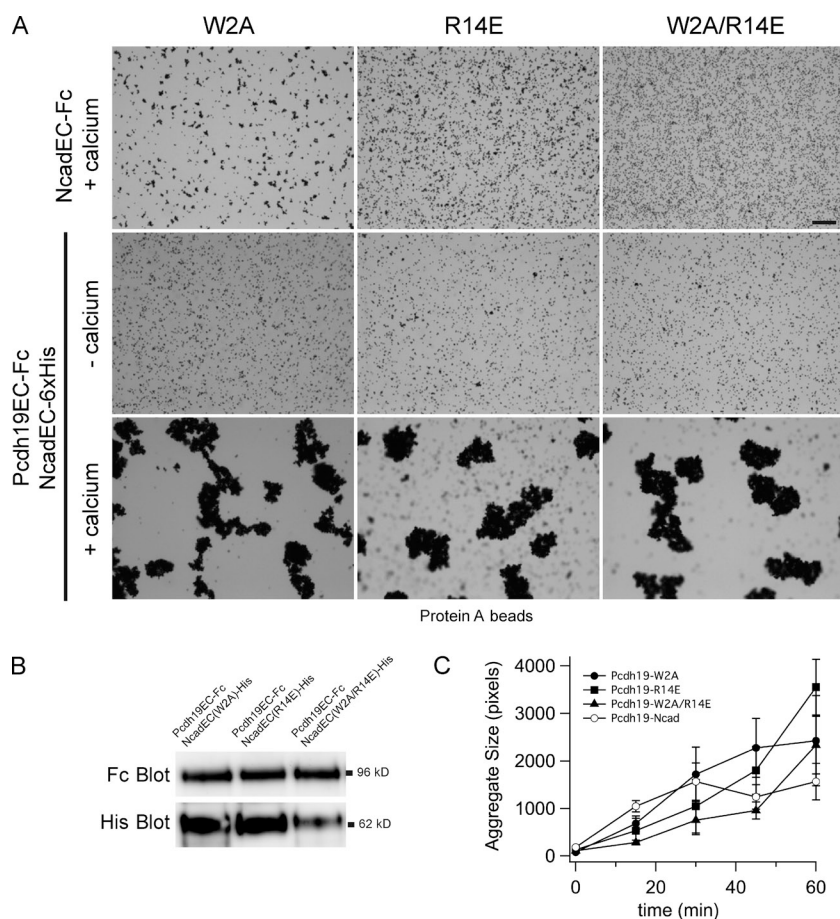 A
W2A
R14E
W2A/R14E
NcadEC-Fc
+ calcium
Pcdh19EC-Fc
NcadEC-6xHis
- calcium
+ calcium
Protein A beads
B
Pcdh19EC-Fc
NcadEC(W2A)-His
Pcdh19EC-Fc
NcadEC(R14E)-His
Pcdh19EC-Fc
NcadEC(W2A/R14E)-His
Fc Blot
96 kD
His Blot
62 kD
C
Aggregate Size (pixels)
4000
3000
2000
1000
0
Pcdh19-W2A
Pcdh19-R14E
Pcdh19-W2A/R14E
Pcdh19-Ncad
0
20
40
60
time (min)